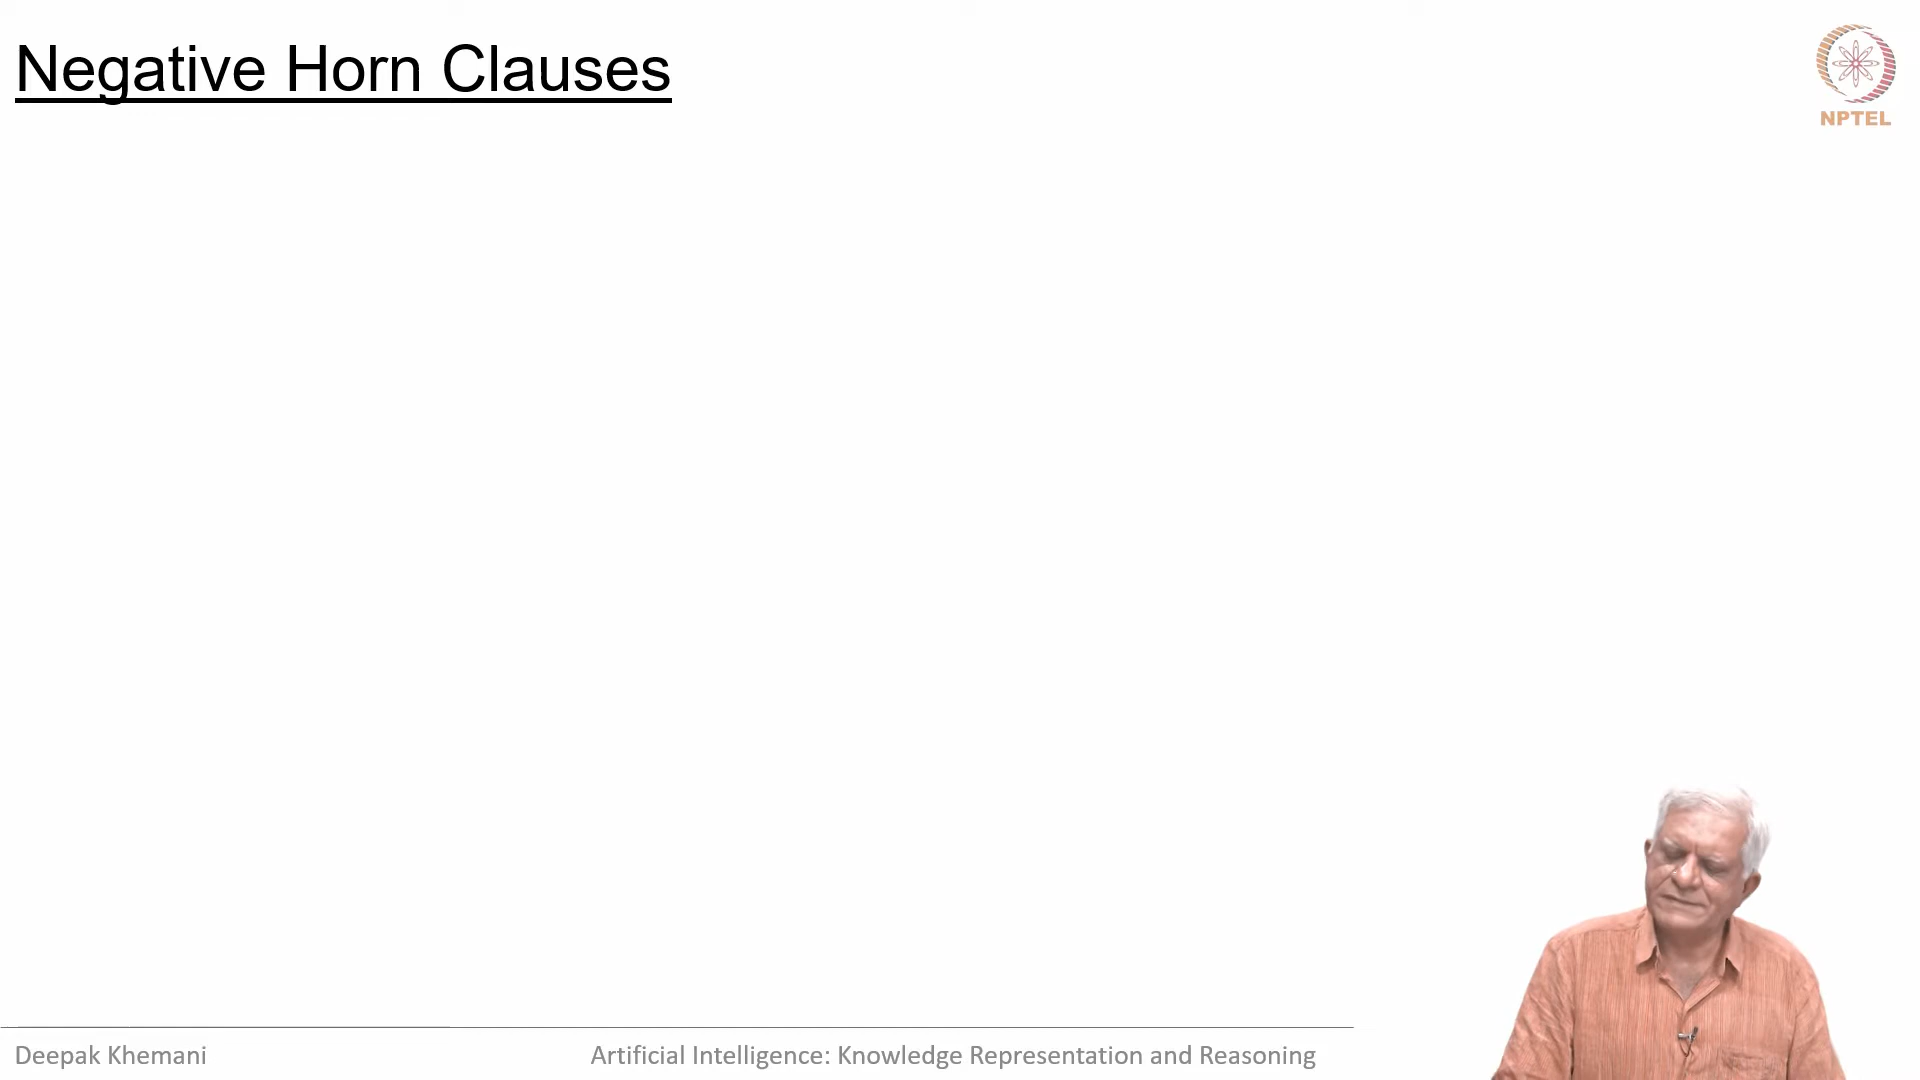 Negative Horn Clauses
NPTEL
Deepak Khemani
Artificial Intelligence: Knowledge Representation and Reasoning